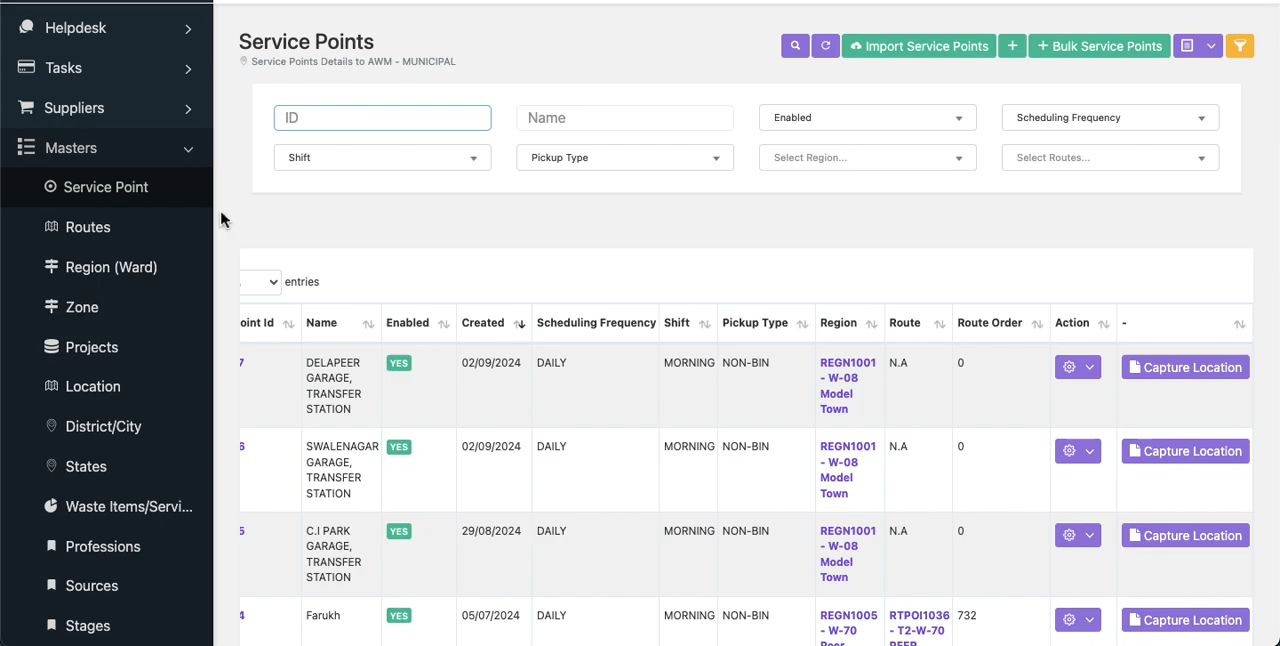 Helpdesk
Tasks
Suppliers
Masters
Service Point
Routes
Region (Ward)
Zone
Projects
Location
District/City
States
Waste Items/Servi...
Professions
Sources
Stages
Service Points
Service Points Details to AWM - MUNICIPAL
Import Service Points
+
+ Bulk Service Points
ID
Name
Enabled
Scheduling Frequency
Shift
Pickup Type
Select Region...
Select Routes...
entries
oint Id Name Enabled Created Scheduling Frequency Shift Pickup Type Region Route Route Order Action -
7 DELAPEER YES 02/09/2024 DAILY MORNING NON-BIN REGN1001 N.A 0 Capture Location
GARAGE, - W-08
TRANSFER Model
STATION Town
6 SWALENAGAR YES 02/09/2024 DAILY MORNING NON-BIN REGN1001 N.A 0 Capture Location
GARAGE, - W-08
TRANSFER Model
STATION Town
5 C.I PARK YES 29/08/2024 DAILY MORNING NON-BIN REGN1001 N.A 0 Capture Location
GARAGE, - W-08
TRANSFER Model
STATION Town
4 Farukh YES 05/07/2024 DAILY MORNING NON-BIN REGN1005 RTPOI1036 732 Capture Location
- W-70 - T2-W-70